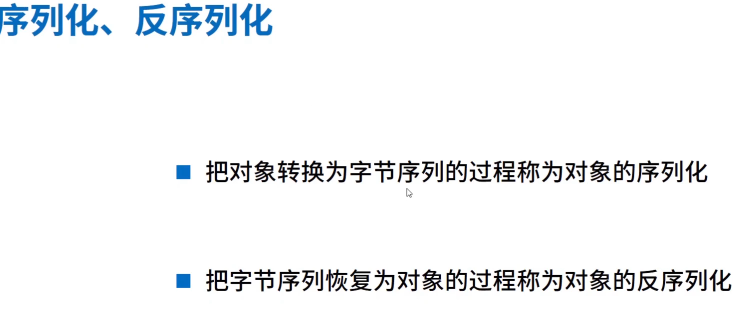 序列化、反序列化
把对象转换为字节序列的过程称为对象的序列化
把字节序列恢复为对象的过程称为对象的反序列化